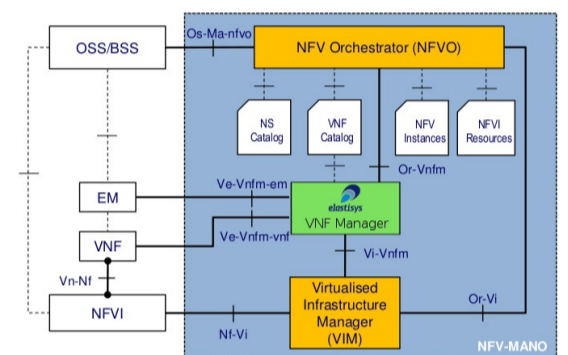 Os-Ma-nfvo
OSS/BSS
NFV Orchestrator (NFVO)
NS
Catalog
VNF
Catalog
NFV
Instances
NFVI
Resources
Or-Vnfm
Ve-Vnfm-em
EM
elastisys
VNF Manager
Ve-Vnfm-vnf
VNF
Vi-Vnfm
Vn-Nf
Virtualised
Infrastructure
Manager
(VIM)
Or-Vi
NFVI
Nf-Vi
NFV-MANO